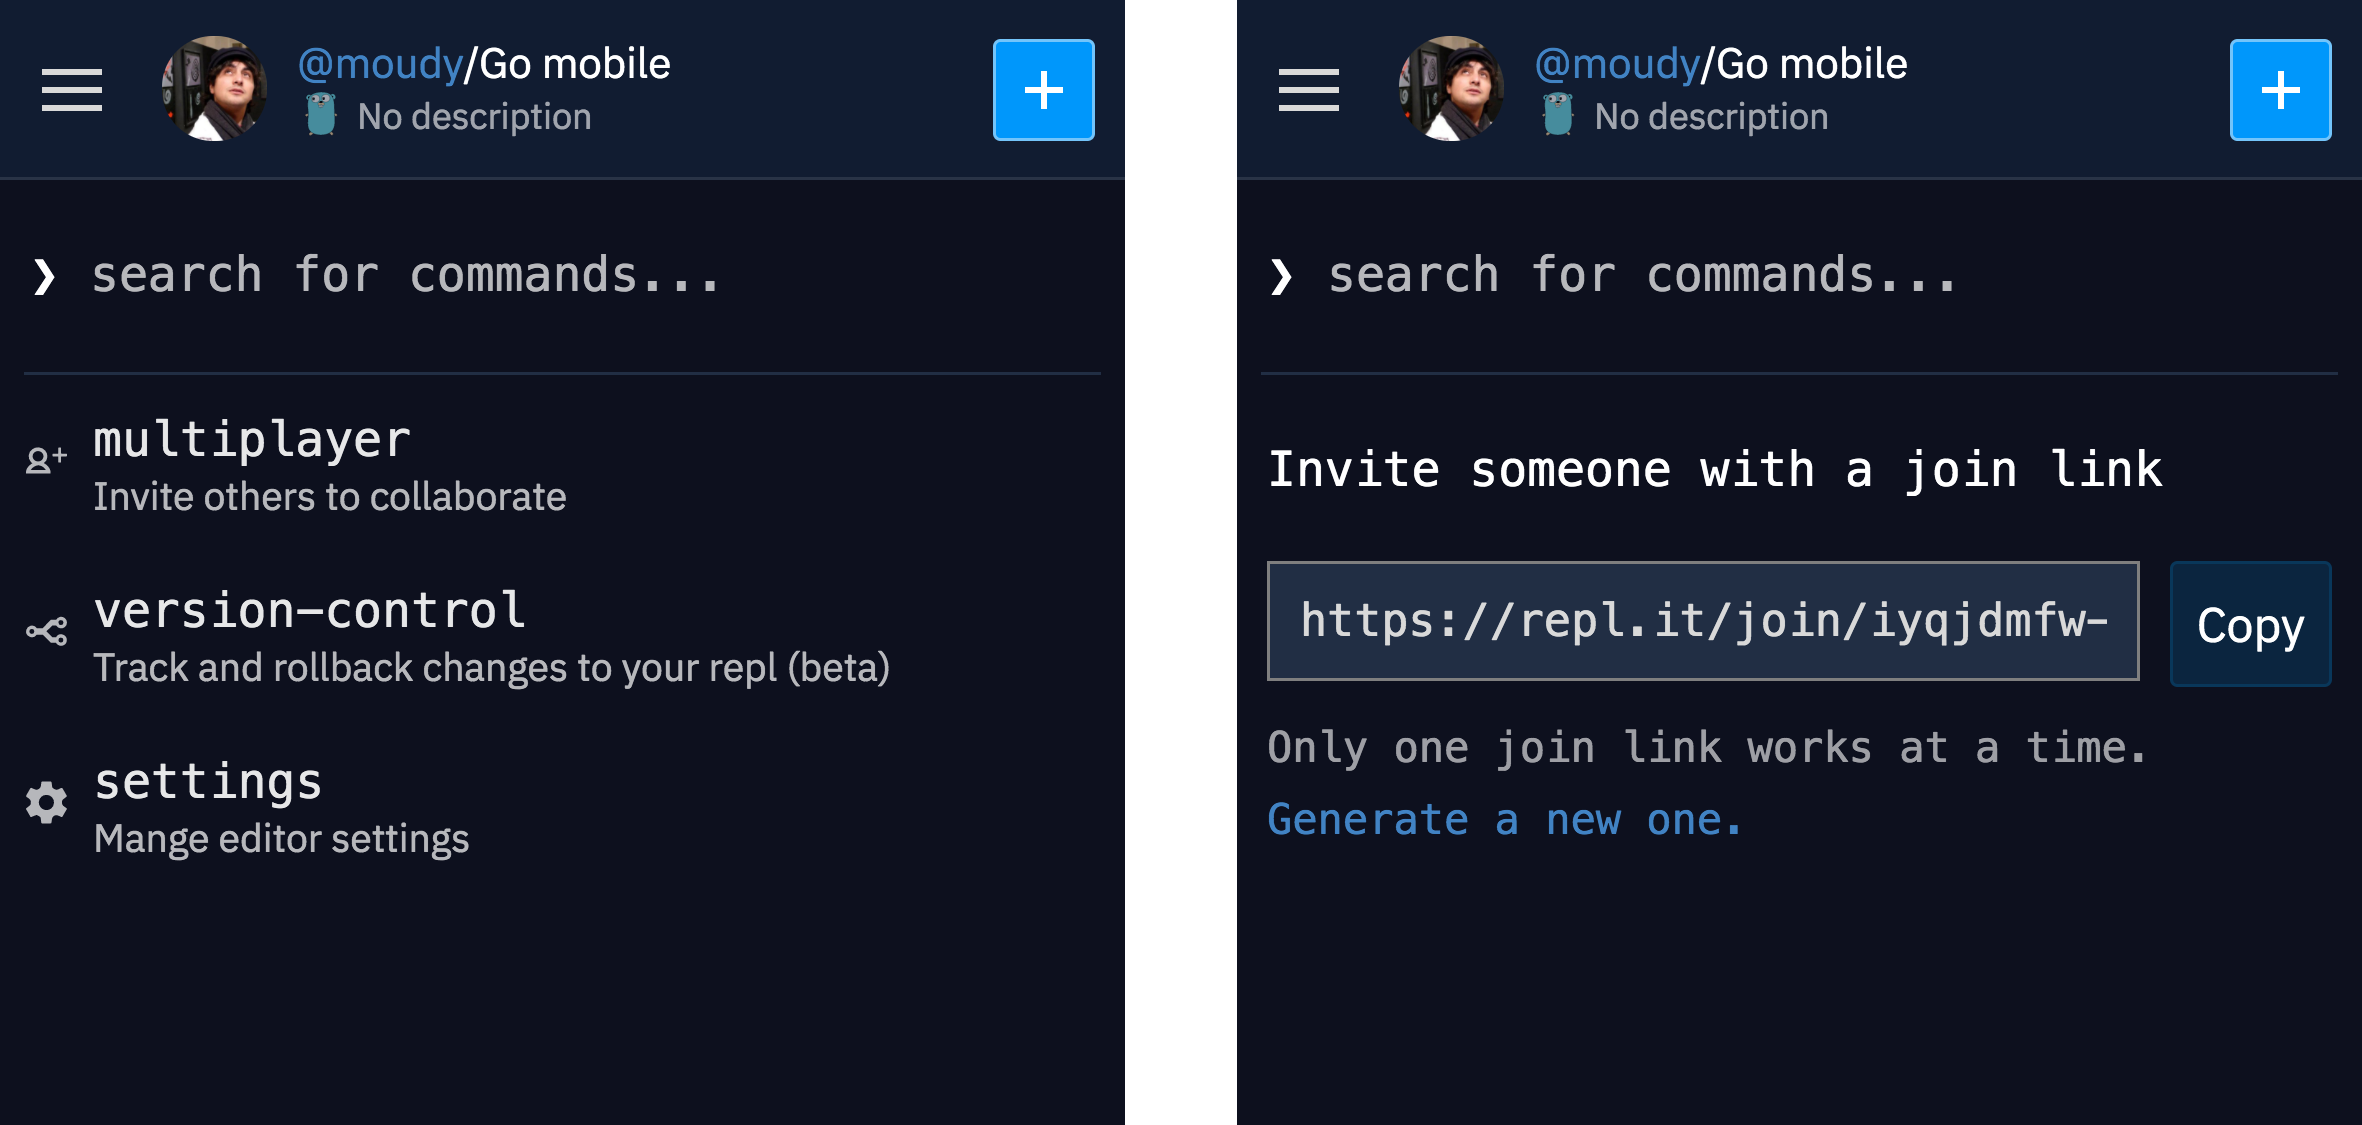 @moudy/Go mobile
No description
❯ search for commands...
multiplayer
Invite others to collaborate
version-control
Track and rollback changes to your repl (beta)
settings
Mange editor settings
@moudy/Go mobile
No description
❯ search for commands...
Invite someone with a join link
https://repl.it/join/iyqjdmfw-
Copy
Only one join link works at a time.
Generate a new one.